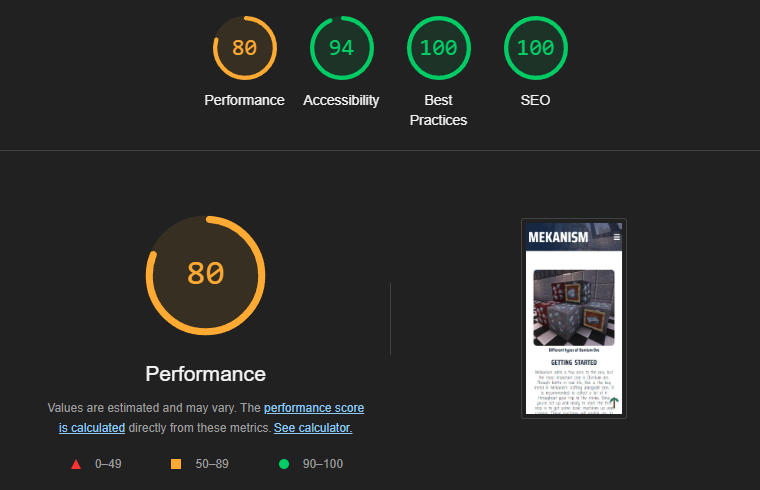 80
94
100
100
Performance
Accessibility
Best
Practices
SEO
80
Performance
Values are estimated and may vary. The performance score
is calculated directly from these metrics. See calculator.
0–49
50–89
90–100
MEKANISM
Different types of Osmium Ore
GETTING STARTED